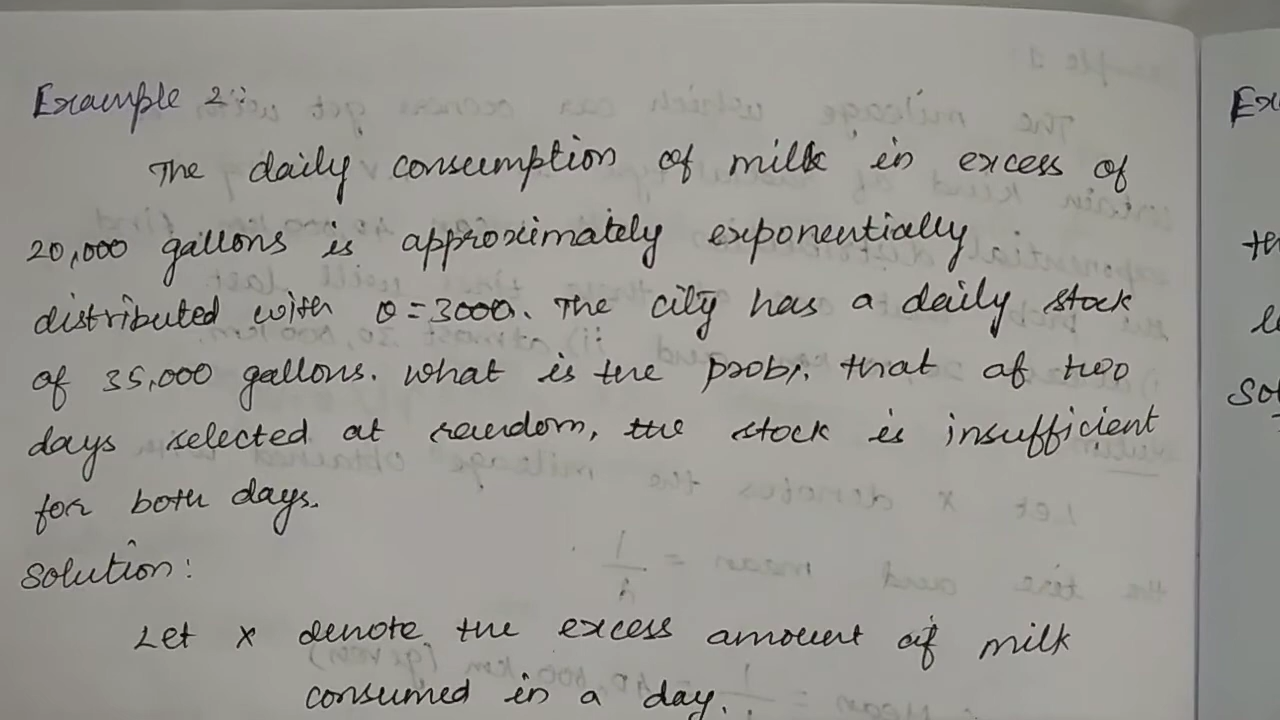 Example 2:
The daily consumption of milk in excess of
20,000 gallons is approximately exponentially
distributed with θ = 3000. The city has a daily stock
of 35,000 gallons. What is the prob. that of two
days selected at random, the stock is insufficient
for both days.
Solution:
Let x denote the excess amount of milk
consumed in a day.
Ex
te
Sol